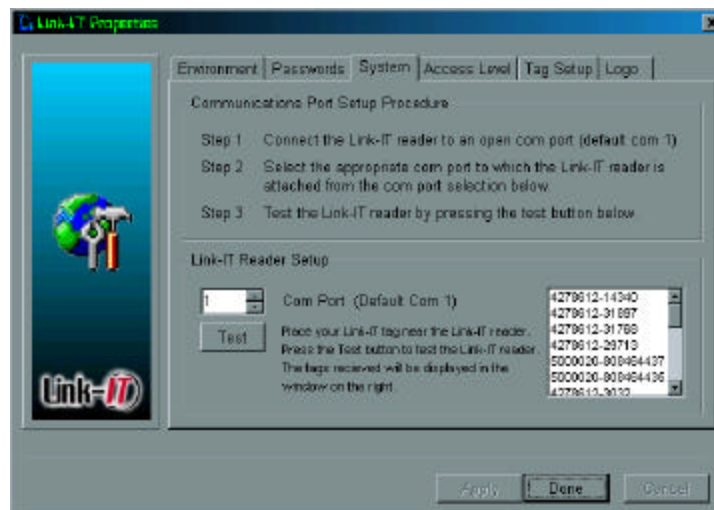 Link-IT Properties
Environment Passwords System Access Level Tag Setup Logo
Communications Port Setup Procedure
Step 1 Connect the Link-IT reader to an open com port (default com 1)
Step 2 Select the appropriate com port to which the Link-IT reader is
attached from the com port selection below
Step 3 Test the Link-IT reader by pressing the test button below
Link-IT Reader Setup
1 Com Port (Default Com 1)
Test
Place your Link-IT tag near the Link-IT reader.
Press the Test button to test the Link-IT reader.
The tags recieved will be displayed in the
window on the right.
4278612-14340
4278612-31897
4278612-31788
4278612-29713
5000020-808464437
5000020-808464436
4278612-3032
Link-IT
Apply Done Cancel